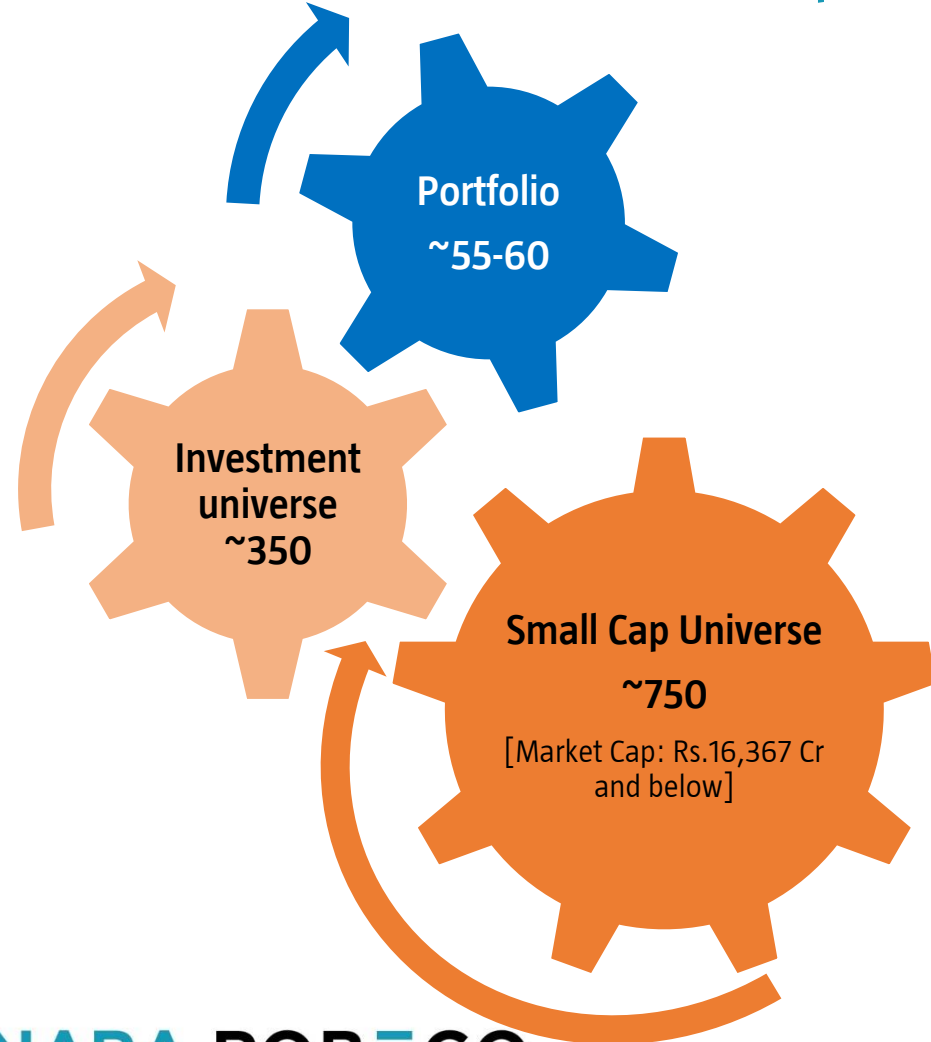 Portfolio
~55-60
Investment
universe
~350
Small Cap Universe
~750
[Market Cap: Rs.16,367 Cr
and below]